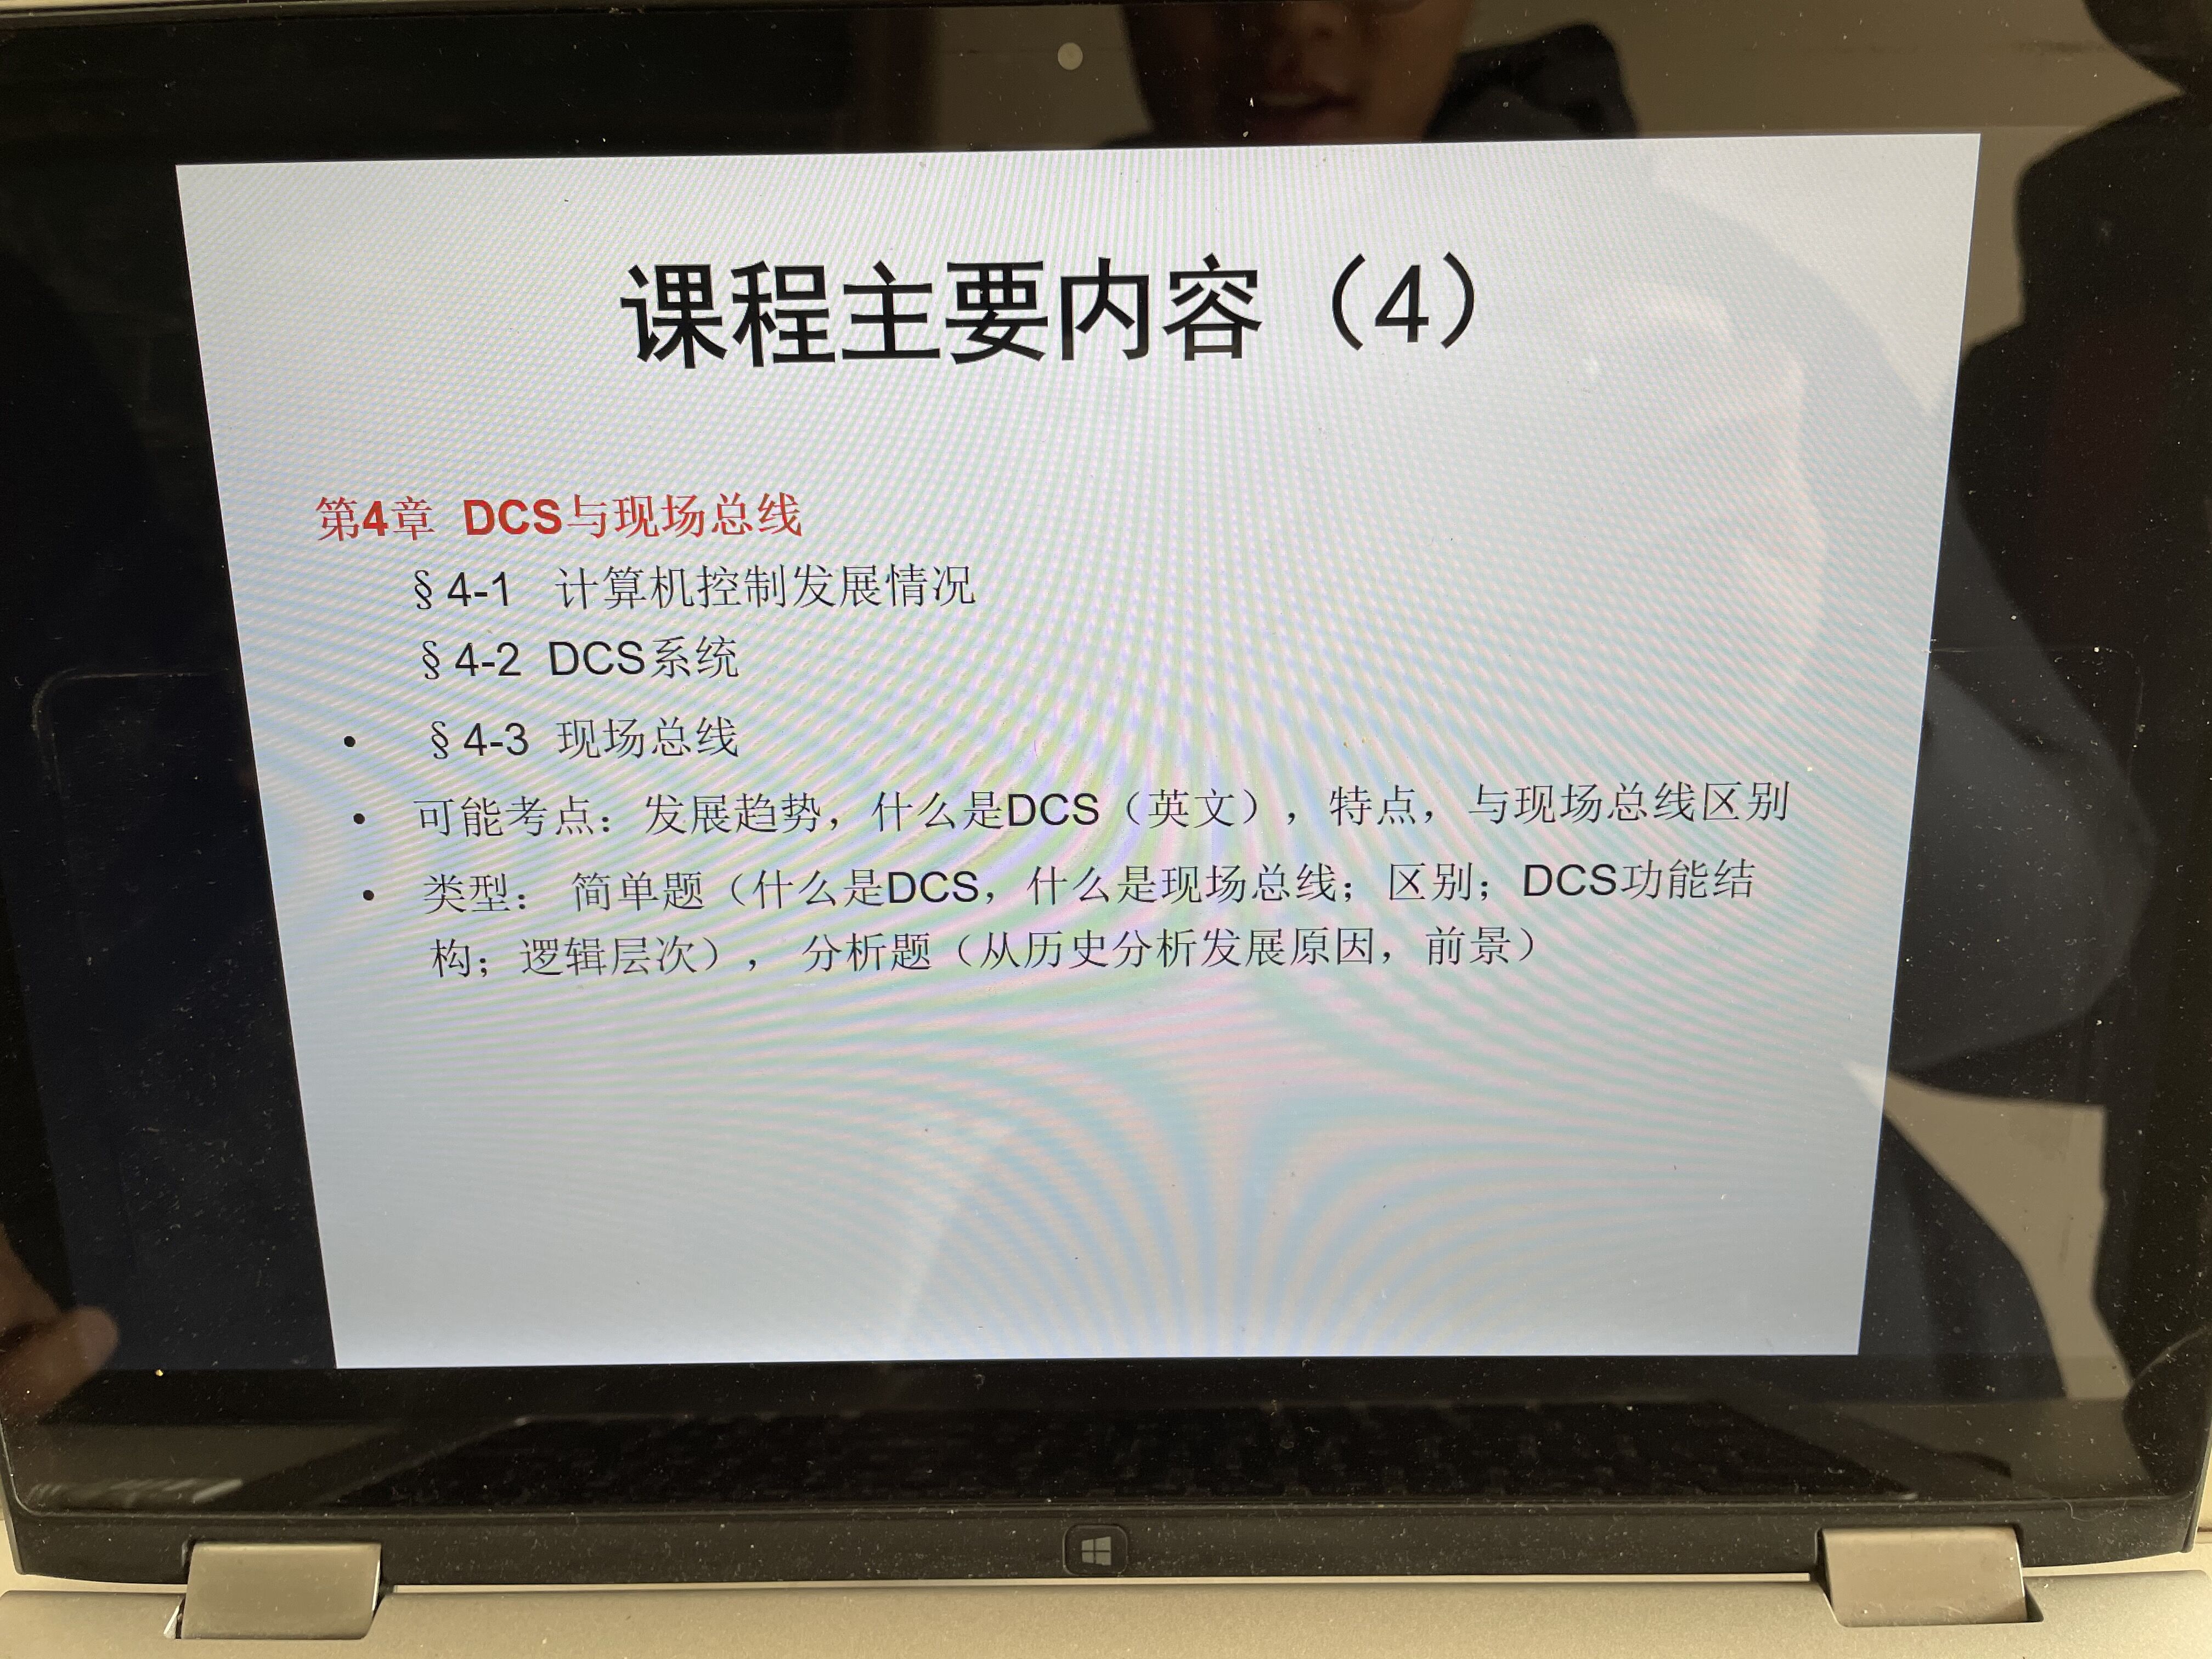 课程主要内容（4）
第4章 DCS与现场总线
§4-1 计算机控制发展情况
§4-2 DCS系统
• §4-3 现场总线
• 可能考点：发展趋势，什么是DCS（英文），特点，与现场总线区别
• 类型： 简单题（什么是DCS，什么是现场总线；区别；DCS功能结
构；逻辑层次）， 分析题（从历史分析发展原因，前景）